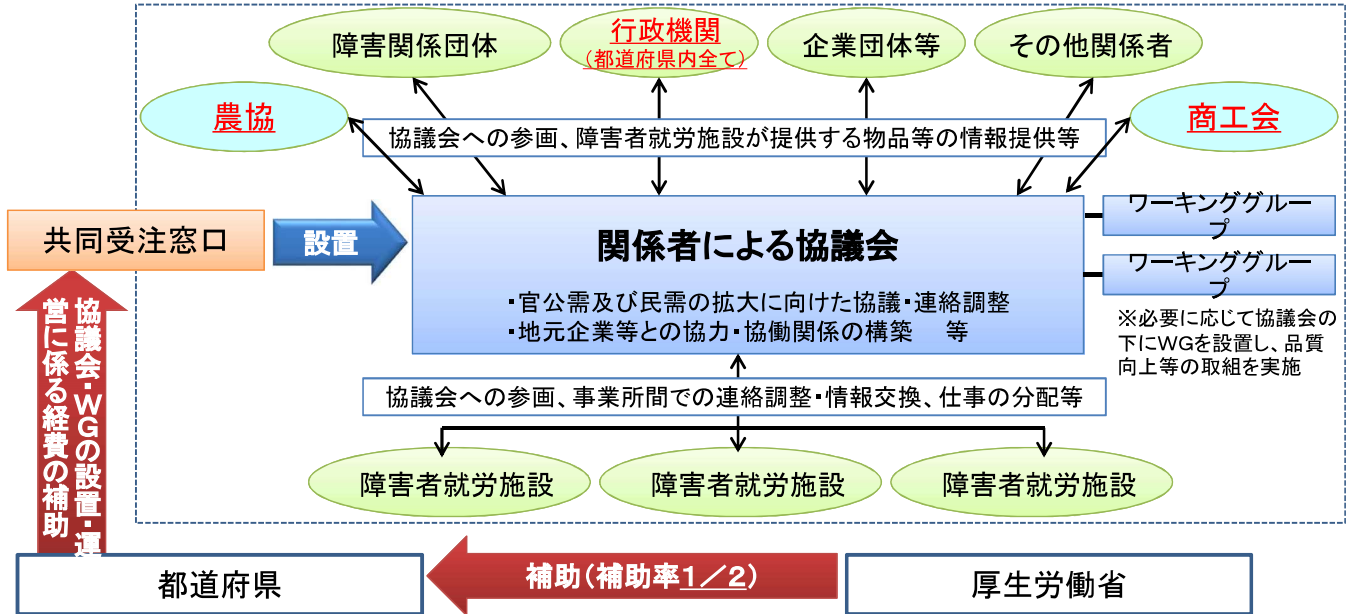 障害関係団体
行政機関
(都道府県内全て)
企業団体等
その他関係者
農協
商工会
協議会への参画、障害者就労施設が提供する物品等の情報提供等
共同受注窓口
設置
関係者による協議会
・官公需及び民需の拡大に向けた協議・連絡調整
・地元企業等との協力・協働関係の構築　等
ワーキンググルー
プ
ワーキンググルー
プ
※必要に応じて協議会の
下にＷＧを設置し、品質
向上等の取組を実施
協議会への参画、事業所間での連絡調整・情報交換、仕事の分配等
障害者就労施設
障害者就労施設
障害者就労施設
協議会・ＷＧの設置・運
営に係る経費の補助
都道府県
補助（補助率１／２）
厚生労働省